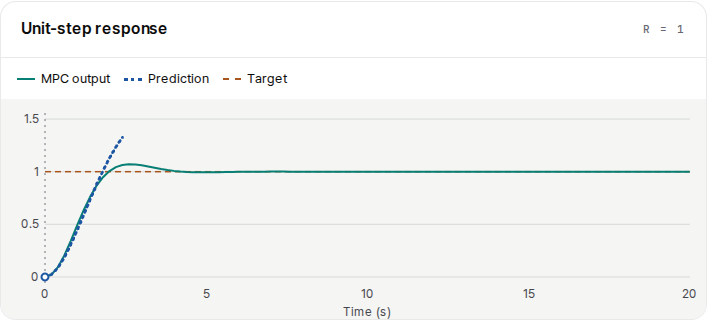 Unit-step response
R = 1
MPC output Prediction Target
1.5
1
0.5
0
0 5 10 15 20
Time (s)